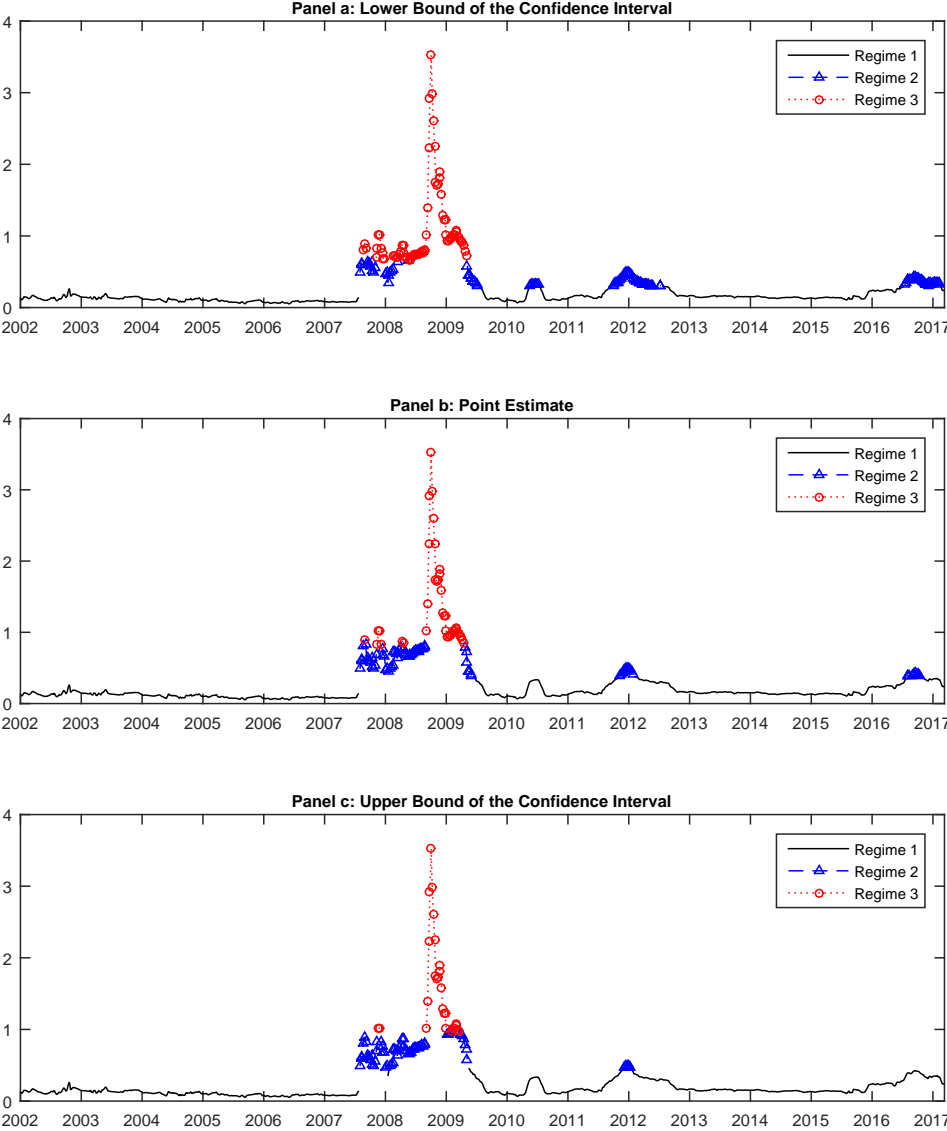 Panel a: Lower Bound of the Confidence Interval
4
3
2
1
0
Regime 1
Regime 2
Regime 3
2002 2003 2004 2005 2006 2007 2008 2009 2010 2011 2012 2013 2014 2015 2016 2017
Panel b: Point Estimate
4
3
2
1
0
Regime 1
Regime 2
Regime 3
2002 2003 2004 2005 2006 2007 2008 2009 2010 2011 2012 2013 2014 2015 2016 2017
Panel c: Upper Bound of the Confidence Interval
4
3
2
1
0
Regime 1
Regime 2
Regime 3
2002 2003 2004 2005 2006 2007 2008 2009 2010 2011 2012 2013 2014 2015 2016 2017